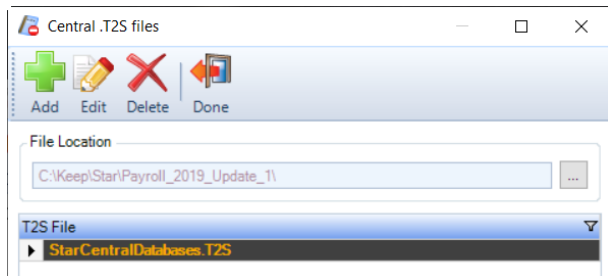 Central .T2S files
Add Edit Delete Done
File Location
C:\Keep\Star\Payroll_2019_Update_1\
...
T2S File
StarCentralDatabases.T2S